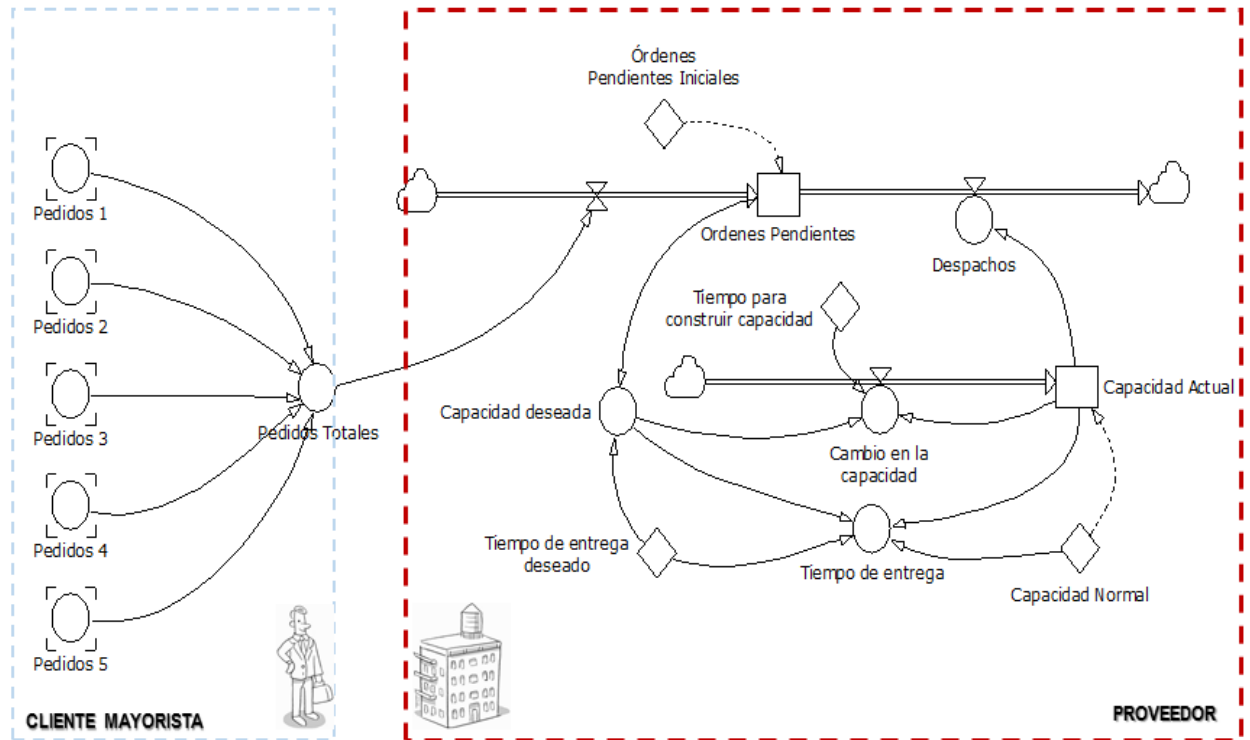 Órdenes
Pendientes Iniciales
Pedidos 1
Pedidos 2
Pedidos 3
Pedidos 4
Pedidos 5
Pedidos Totales
CLIENTE MAYORISTA
Ordenes Pendientes
Despachos
Tiempo para
construir capacidad
Capacidad deseada
Capacidad Actual
Cambio en la
capacidad
Tiempo de entrega
deseado
Tiempo de entrega
Capacidad Normal
PROVEEDOR